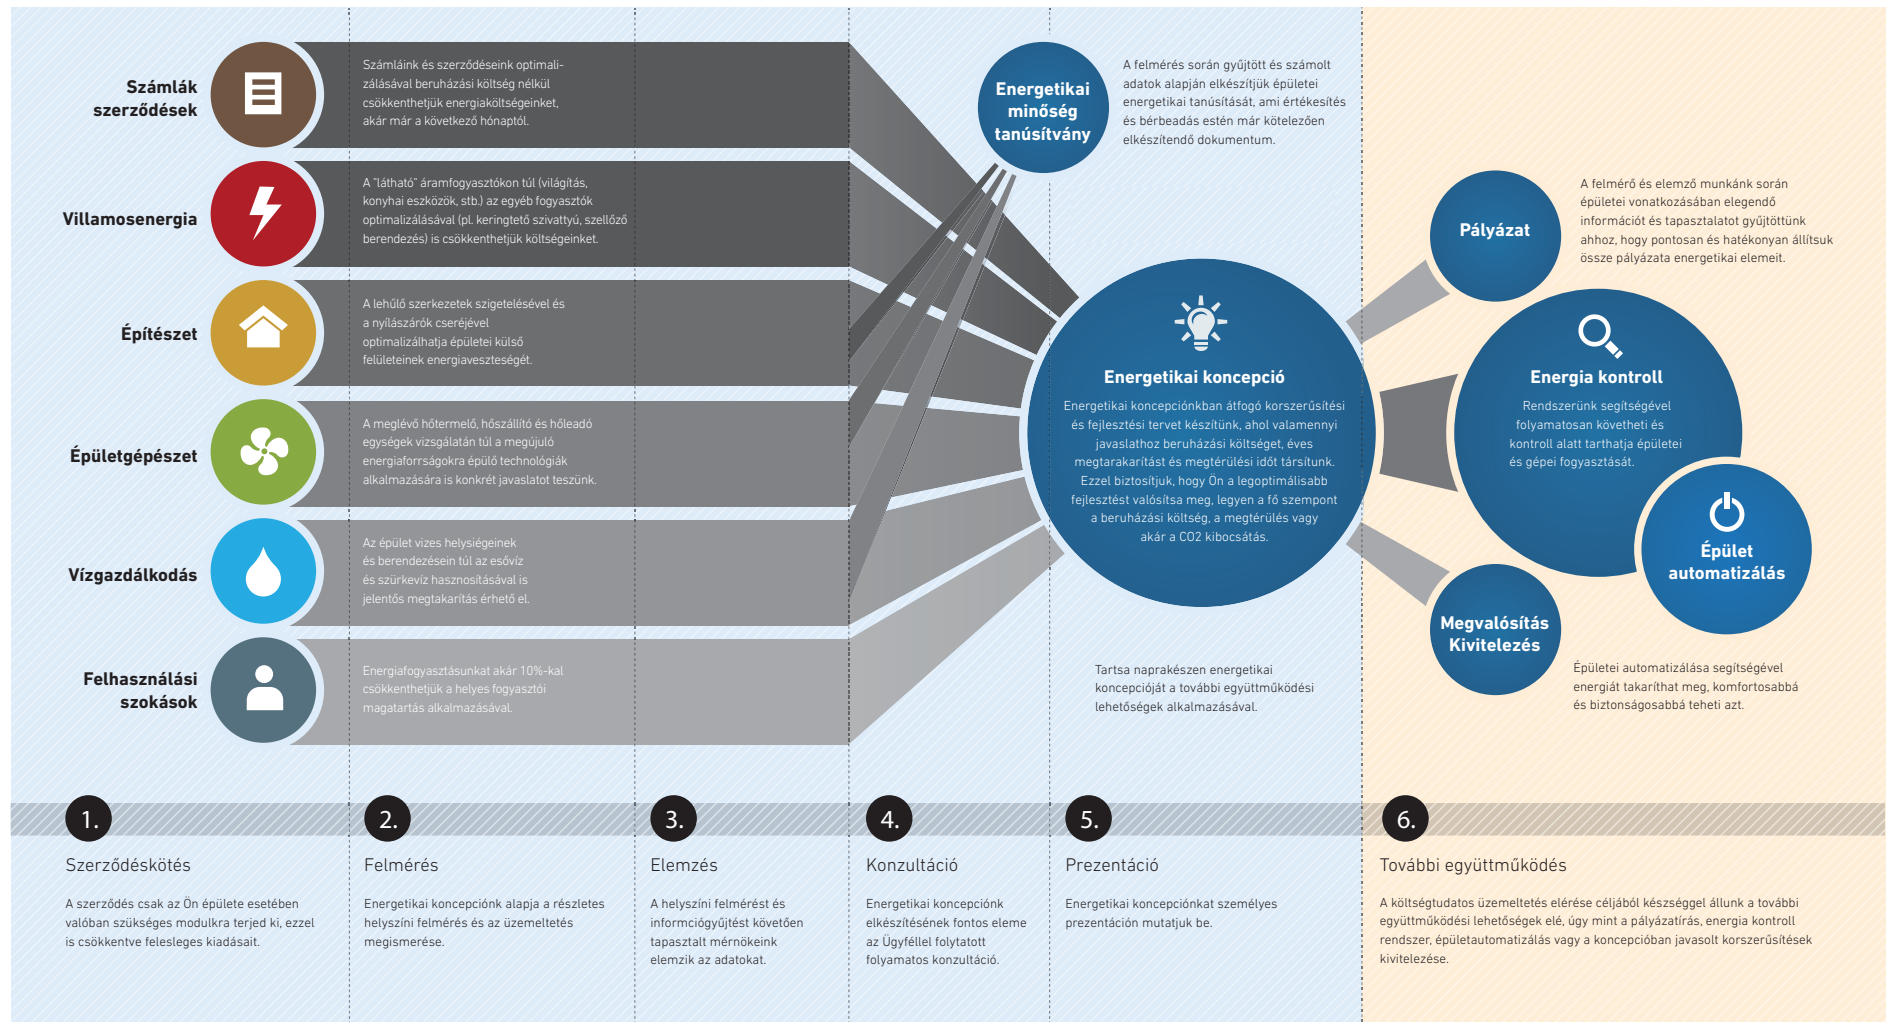 Számlák
szerződések
Számláink és szerződéseink optimali-
zálásával beruházási költség nélkül
csökkenthetjük energiaköltségeinket,
akár már a következő hónaptól.
Villamosenergia
A "látható" áramfogyasztókon túl (világítás,
konyhai eszközök, stb.) az egyéb fogyasztók
optimalizálásával (pl. keringtető szivattyú, szellőző
berendezés) is csökkenthetjük költségeinket.
Építészet
A lehűlő szerkezetek szigetelésével és
a nyílászárók cseréjével
optimalizálhatja épületei külső
felületeinek energiaveszteségét.
Épületgépészet
A meglévő hőtermelő, hőszállító és hőleadó
egységek vizsgálatán túl a megújuló
energiaforrságokra épülő technológiák
alkalmazására is konkrét javaslatot teszünk.
Vízgazdálkodás
Az épület vizes helyiségeinek
és berendezésein túl az esővíz
és szürkevíz hasznosításával is
jelentős megtakarítás érhető el.
Felhasználási
szokások
Energiafogyasztásunkat akár 10%-kal
csökkenthetjük a helyes fogyasztói
magatartás alkalmazásával.
Energetikai
minőség
tanúsítvány
A felmérés során gyűjtött és számolt
adatok alapján elkészítjük épületei
energetikai tanúsítását, ami értékesítés
és bérbeadás estén már kötelezően
elkészítendő dokumentum.
Energetikai koncepció
Energetikai koncepciónkban átfogó korszerűsítési
és fejlesztési tervet készítünk, ahol valamennyi
javaslathoz beruházási költséget, éves
megtarakarítást és megtérülési időt társítunk.
Ezzel biztosítjuk, hogy Ön a legoptimálisabb
fejlesztést valósítsa meg, legyen a fő szempont
a beruházási költség, a megtérülés vagy
akár a CO2 kibocsátás.
Tartsa naprakészen energetikai
koncepcióját a további együttműködési
lehetőségek alkalmazásával.
Pályázat
A felmérő és elemző munkánk során
épületei vonatkozásában elegendő
információt és tapasztalatot gyűjtöttünk
ahhoz, hogy pontosan és hatékonyan állítsuk
össze pályázata energetikai elemeit.
Energia kontroll
Rendszerünk segítségével
folyamatosan követheti és
kontroll alatt tarthatja épületei
és gépei fogyasztását.
Épület
automatizálás
Megvalósítás
Kivitelezés
Épületei automatizálása segítségével
energiát takaríthat meg, komfortosabbá
és biztonságosabbá teheti azt.
1.
Szerződéskötés
A szerződés csak az Ön épülete esetében
valóban szükséges modulkra terjed ki, ezzel
is csökkentve felesleges kiadásait.
2.
Felmérés
Energetikai koncepciónk alapja a részletes
helyszíni felmérés és az üzemeltetés
megismerése.
3.
Elemzés
A helyszíni felmérést és
informciógyűjtést követően
tapasztalt mérnökeink
elemzik az adatokat.
4.
Konzultáció
Energetikai koncepciónk
elkészítésének fontos eleme
az Ügyféllel folytatott
folyamatos konzultáció.
5.
Prezentáció
Energetikai koncepciónkat személyes
prezentáción mutatjuk be.
6.
További együttműködés
A költségtudatos üzemeltetés elérése céljából készséggel állunk a további
együttműködési lehetőségek elé, úgy mint a pályázatírás, energia kontroll
rendszer, épületautomatizálás vagy a koncepcióban javasolt korszerűsítések
kivitelezése.